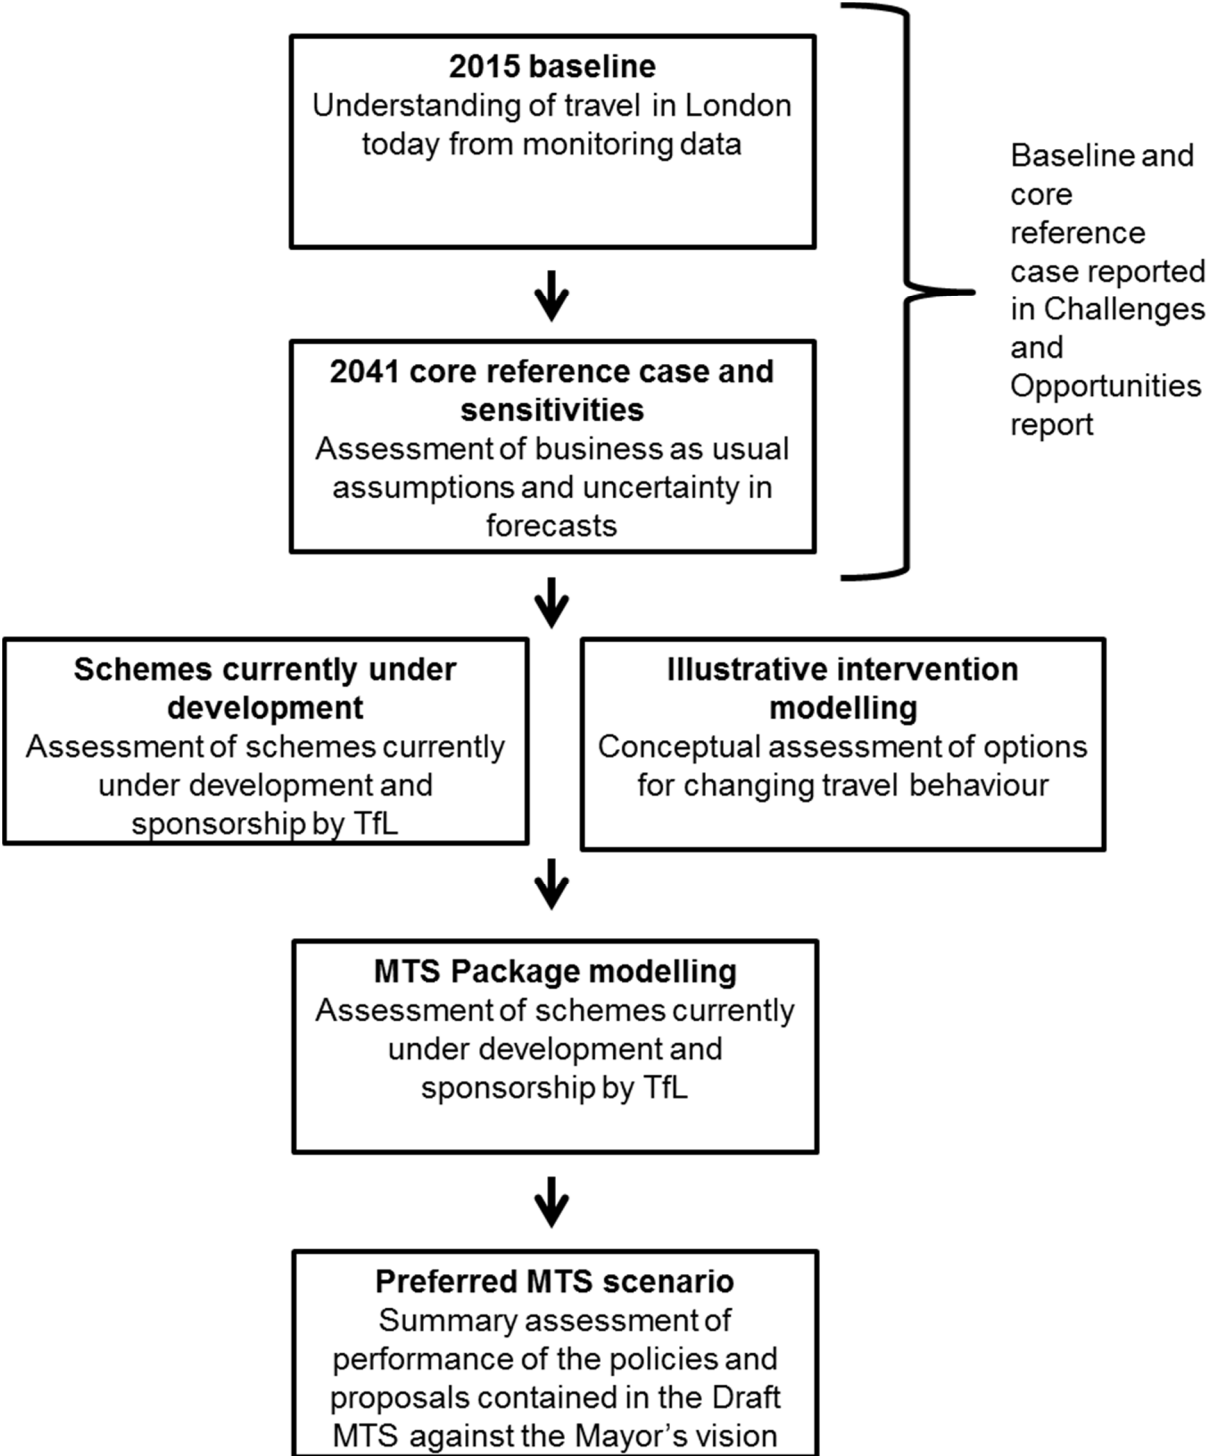 2015 baseline
Understanding of travel in London
today from monitoring data
Baseline and
core
reference
case reported
in Challenges
and
Opportunities
report
2041 core reference case and
sensitivities
Assessment of business as usual
assumptions and uncertainty in
forecasts
Schemes currently under
development
Assessment of schemes currently
under development and
sponsorship by TfL
Illustrative intervention
modelling
Conceptual assessment of options
for changing travel behaviour
MTS Package modelling
Assessment of schemes currently
under development and
sponsorship by TfL
Preferred MTS scenario
Summary assessment of
performance of the policies and
proposals contained in the Draft
MTS against the Mayor's vision